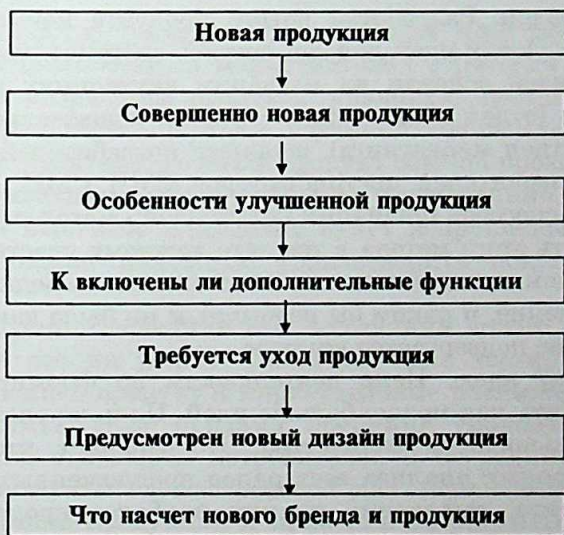 Новая продукция
Совершенно новая продукция
Особенности улучшенной продукция
К включены ли дополнительные функции
Требуется уход продукция
Предусмотрен новый дизайн продукция
Что насчет нового бренда и продукция